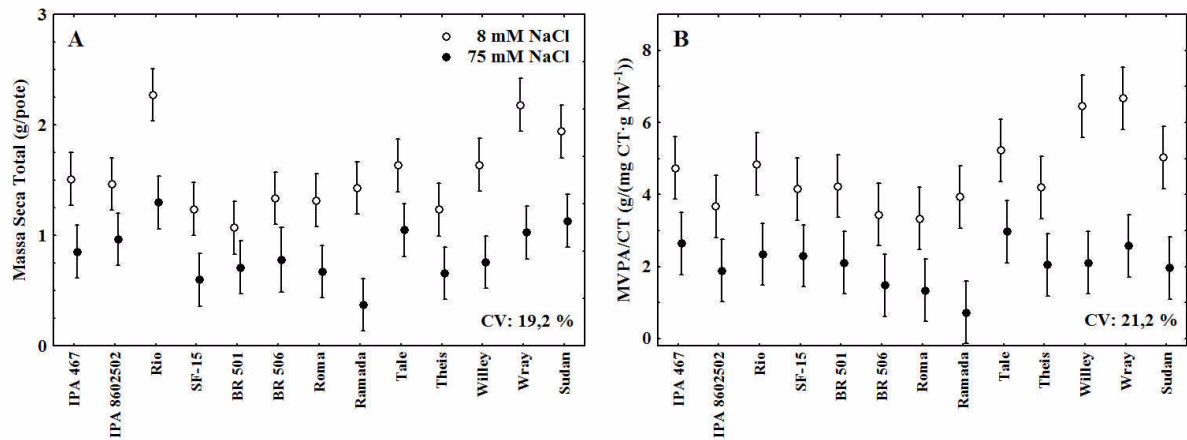 A
8 mM NaCl
75 mM NaCl
Massa Seca Total (g/pote)
3
2
1
0
CV: 19,2 %
IPA 467
IPA 8602502
Rio
SF-15
BR 501
BR 506
Roma
Ramada
Tale
Theis
Willey
Wray
Sudan
B
MVPA/CT (g/(mg CT·g MV⁻¹))
8
6
4
2
0
CV: 21,2 %
IPA 467
IPA 8602502
Rio
SF-15
BR 501
BR 506
Roma
Ramada
Tale
Theis
Willey
Wray
Sudan